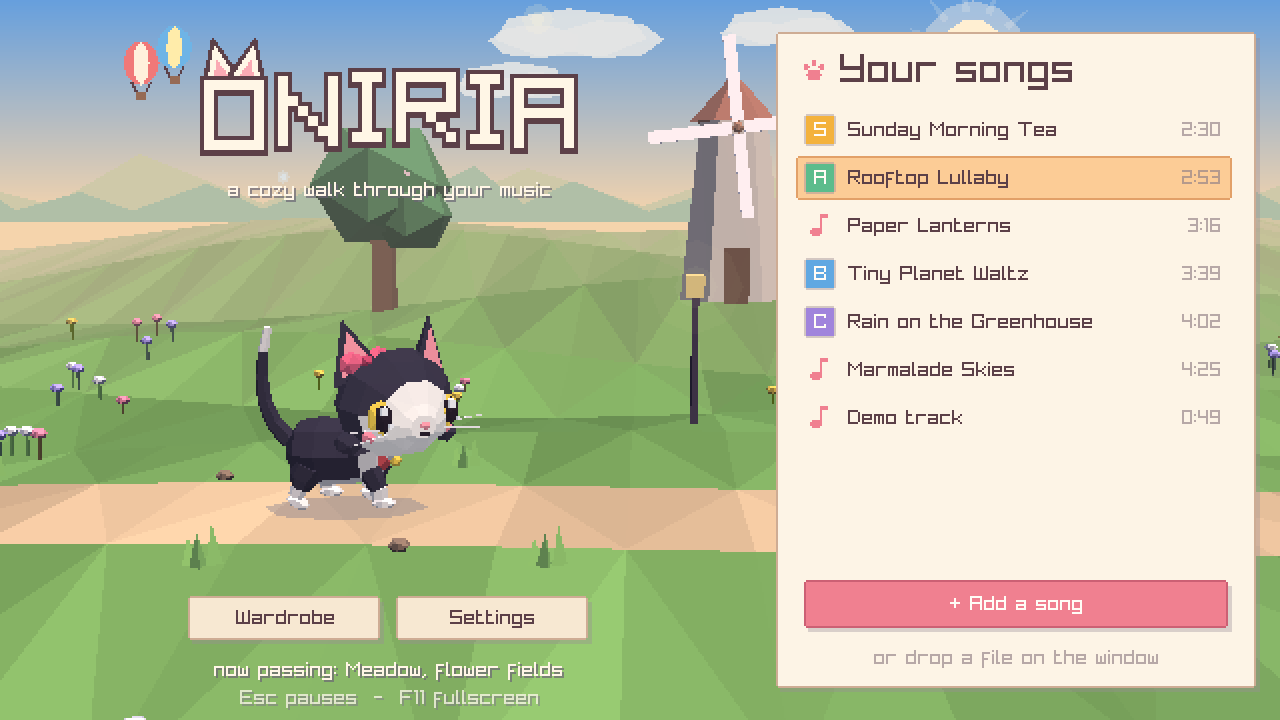 ONIRIA
a cozy walk through your music
Your songs
S Sunday Morning Tea 2:30
A Rooftop Lullaby 2:53
Paper Lanterns 3:16
B Tiny Planet Waltz 3:39
C Rain on the Greenhouse 4:02
Marmalade Skies 4:25
Demo track 0:49
+ Add a song
or drop a file on the window
Wardrobe
Settings
now passing: Meadow, flower fields
Esc pauses - F11 fullscreen